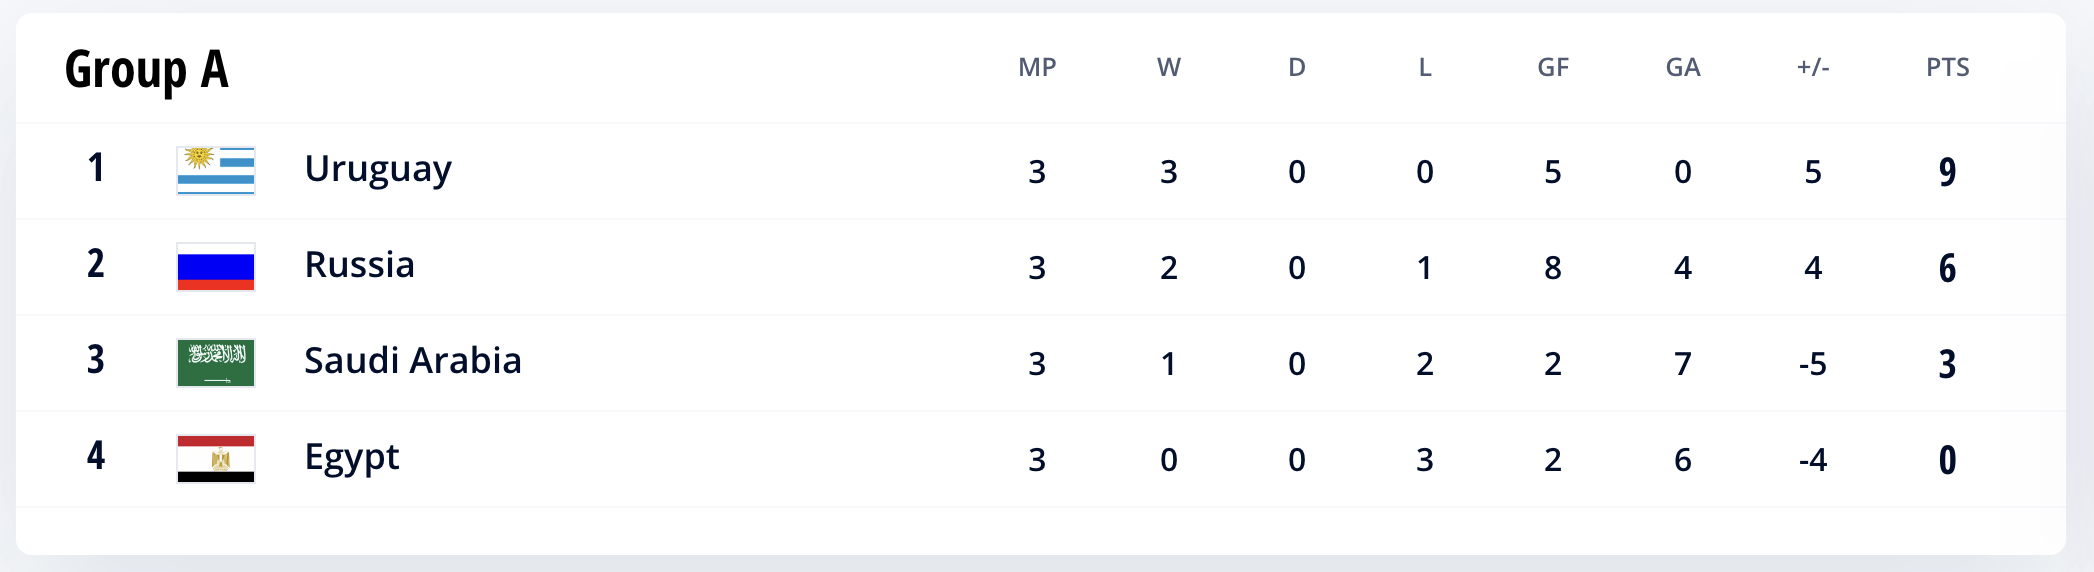 Group A MP W D L GF GA +/- PTS
1 Uruguay 3 3 0 0 5 0 5 9
2 Russia 3 2 0 1 8 4 4 6
3 Saudi Arabia 3 1 0 2 2 7 -5 3
4 Egypt 3 0 0 3 2 6 -4 0